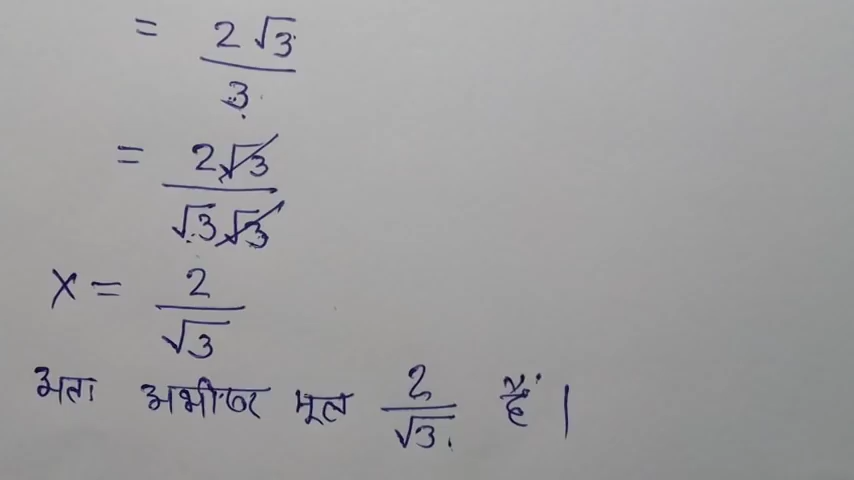 = 2√3 / 3
= 2√3 / √3√3
x = 2 / √3
अतः अभीष्ट मूल 2 / √3 हैं।